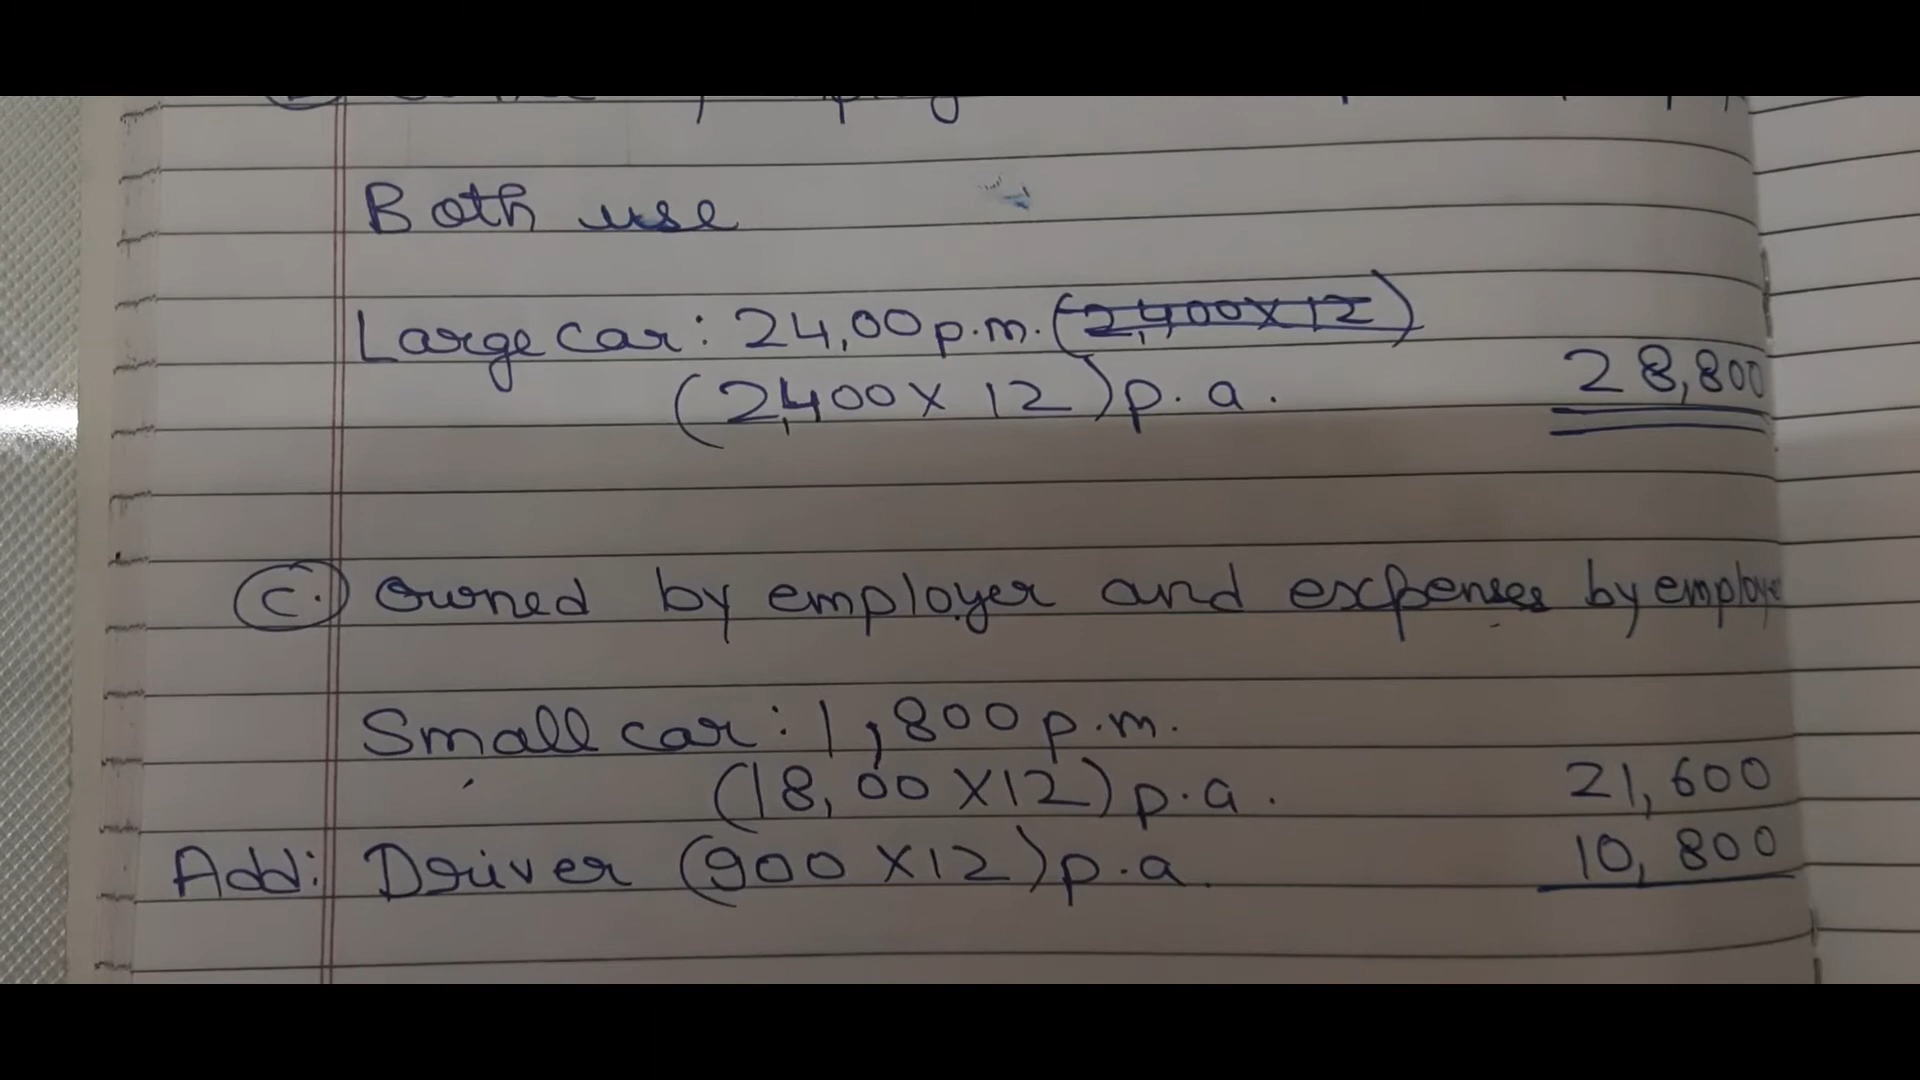 Both use
Large car: 24,00 p.m. (2,400 X 12)
(2,400 X 12) p.a. 28,800
C. Owned by employer and expenses by employe
Small car: 1,800 p.m.
(18,00 X 12) p.a. 21,600
Add: Driver (900 X 12) p.a. 10,800